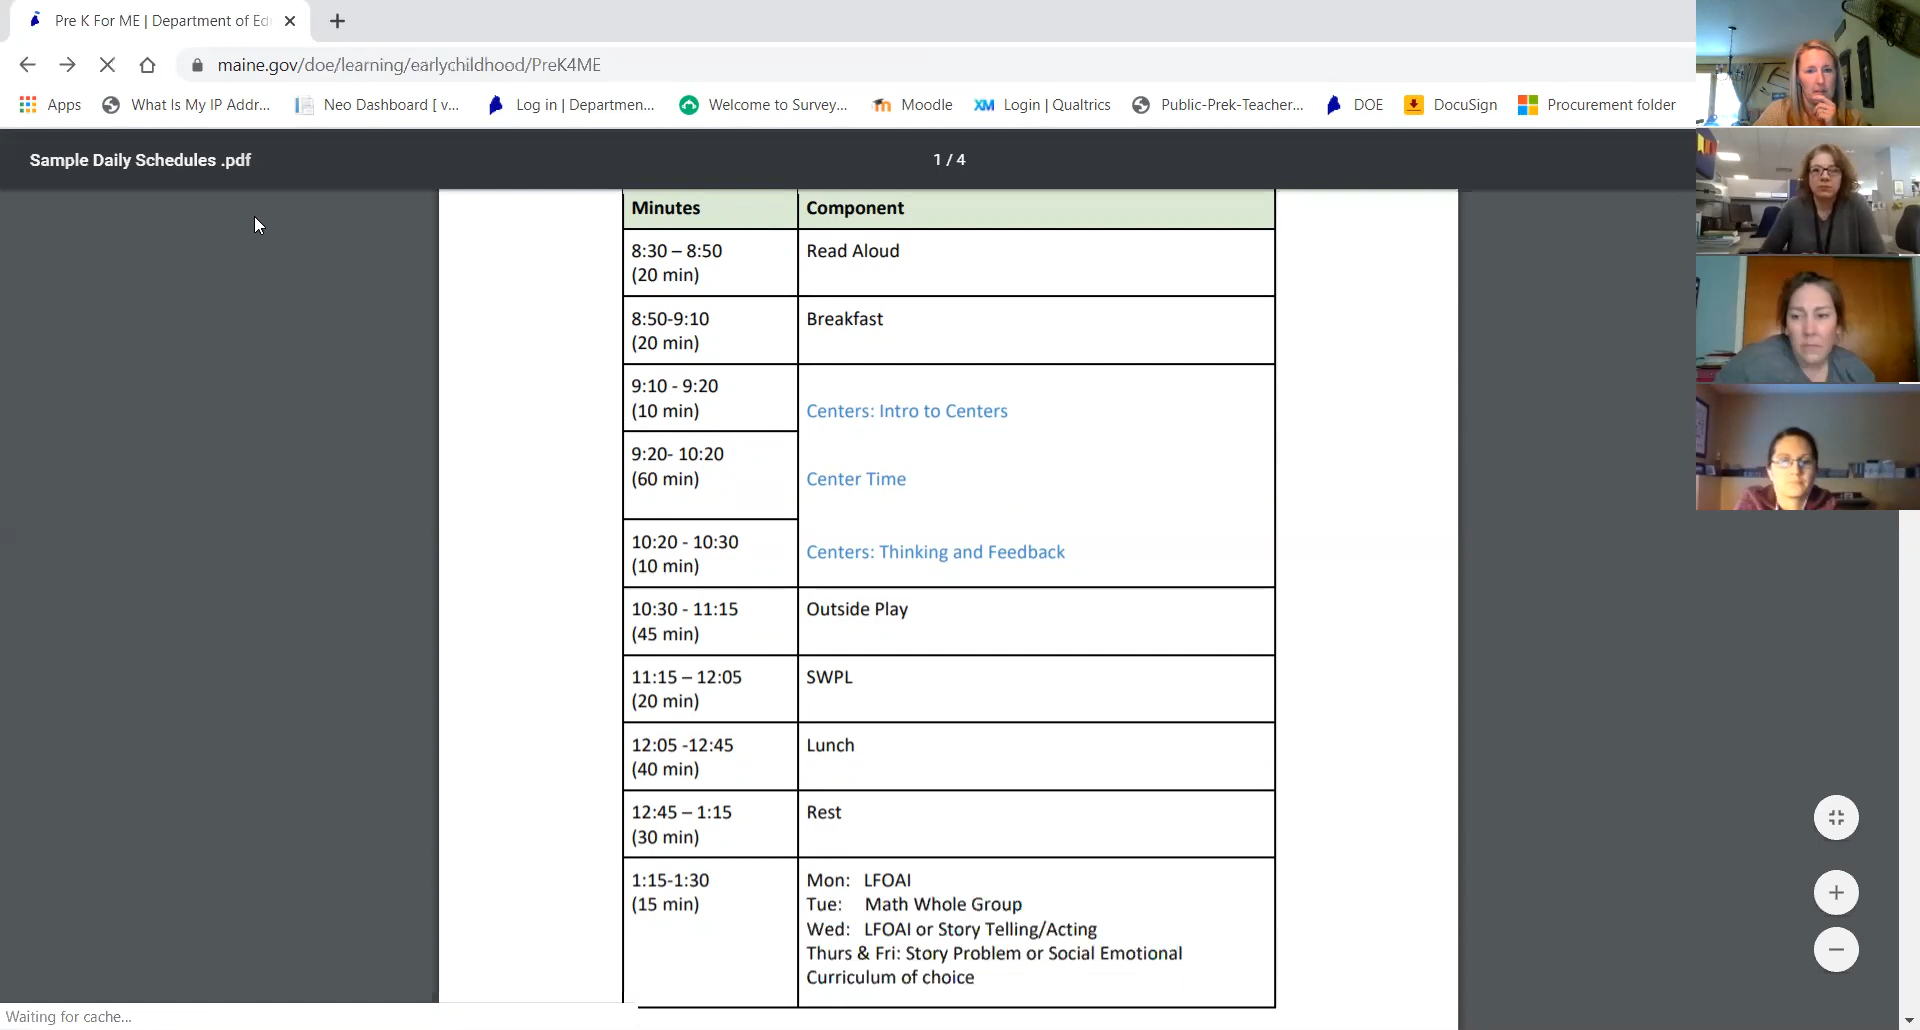 Pre K For ME | Department of Ed
maine.gov/doe/learning/earlychildhood/PreK4ME
Apps What Is My IP Addr... Neo Dashboard [ v... Log in | Departmen... Welcome to Survey... Moodle XM Login | Qualtrics Public-Prek-Teacher... DOE DocuSign Procurement folder
Sample Daily Schedules .pdf 1 / 4
Minutes Component
8:30 – 8:50 Read Aloud
(20 min)
8:50-9:10 Breakfast
(20 min)
9:10 - 9:20
(10 min) Centers: Intro to Centers
9:20- 10:20
(60 min) Center Time
10:20 - 10:30 Centers: Thinking and Feedback
(10 min)
10:30 - 11:15 Outside Play
(45 min)
11:15 – 12:05 SWPL
(20 min)
12:05 -12:45 Lunch
(40 min)
12:45 – 1:15 Rest
(30 min)
1:15-1:30 Mon: LFOAI
(15 min) Tue: Math Whole Group
Wed: LFOAI or Story Telling/Acting
Thurs & Fri: Story Problem or Social Emotional
Curriculum of choice
Waiting for cache...